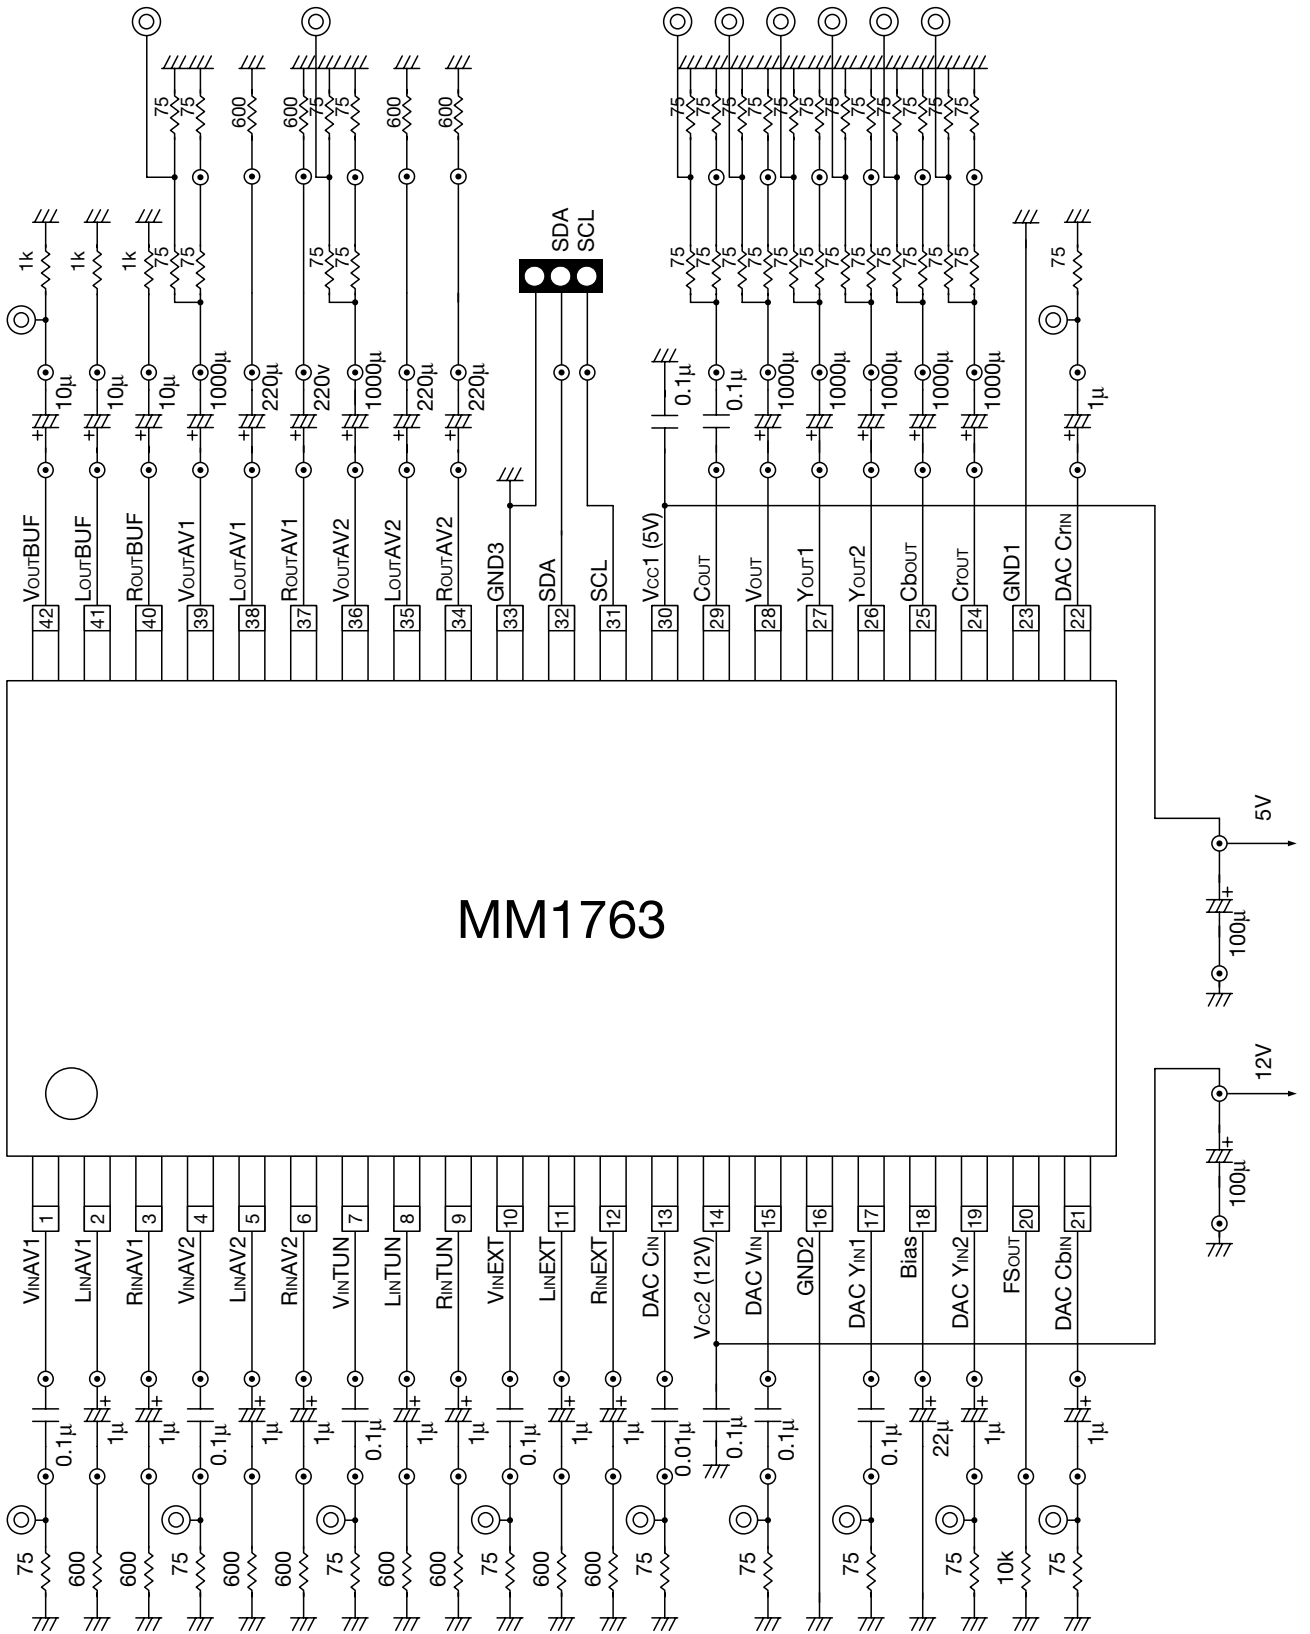 75 75 600 600 75 75 600 600 75 75 75 75 75 75 75 75 75 75 75 75
SDA
SCL
1k 1k 1k 75 75 75 75 75 75 75 75 75 75 75 75 75 75 75 75 75
10µ 10µ 10µ 1000µ 220µ 220v 1000µ 220µ 220µ 0.1µ 0.1µ 1000µ 1000µ 1000µ 1000µ 1000µ 1µ
+ + + + + + + + + + + + + + +
VOUTBUF
LOUTBUF
ROUTBUF
VOUTAV1
LOUTAV1
ROUTAV1
VOUTAV2
LOUTAV2
ROUTAV2
GND3
SDA
SCL
Vcc1 (5V)
COUT
VOUT
YOUT1
YOUT2
CbOUT
CrOUT
GND1
DAC CrIN
42 41 40 39 38 37 36 35 34 33 32 31 30 29 28 27 26 25 24 23 22
MM1763
5V
+
100µ
12V
+
100µ
1 2 3 4 5 6 7 8 9 10 11 12 13 14 15 16 17 18 19 20 21
VINAV1
LINAV1
RINAV1
VINAV2
LINAV2
RINAV2
VINTUN
LINTUN
RINTUN
VINEXT
LINEXT
RINEXT
DAC CIN
Vcc2 (12V)
DAC VIN
GND2
DAC YIN1
Bias
DAC YIN2
FSOUT
DAC CbIN
+ + + + + + + + + + +
0.1µ 1µ 1µ 0.1µ 1µ 1µ 0.1µ 1µ 1µ 0.1µ 1µ 1µ 0.01µ 0.1µ 0.1µ 0.1µ 22µ 1µ 1µ
75 600 600 75 600 600 75 600 600 75 600 600 75 75 75 75 10k 75